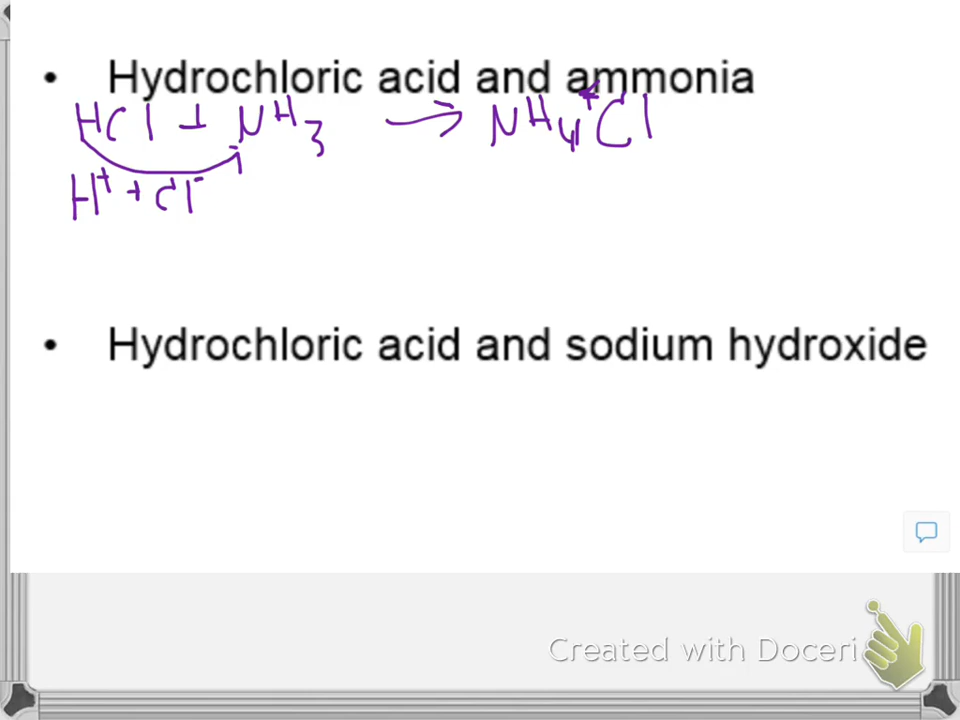 • Hydrochloric acid and ammonia
HCl + NH3 → NH4+Cl
H+ + Cl-
• Hydrochloric acid and sodium hydroxide
Created with Doceri